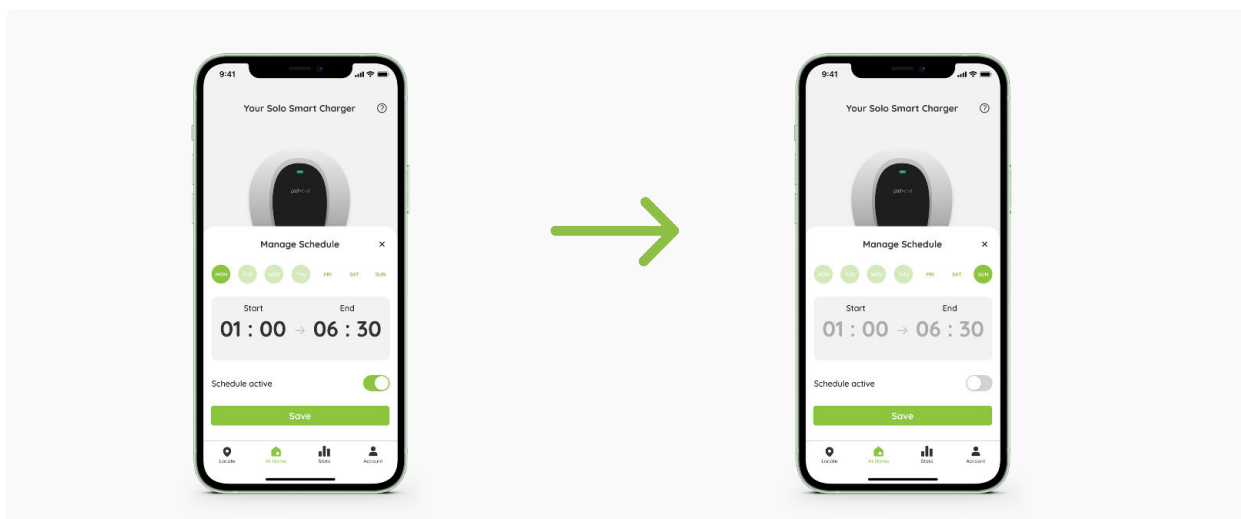 9:41
Your Solo Smart Charger
Manage Schedule
MON TUE WED THU FRI SAT SUN
Start End
01 : 00 → 06 : 30
Schedule active
Save
Locate At Home Stats Account
9:41
Your Solo Smart Charger
Manage Schedule
MON TUE WED THU FRI SAT SUN
Start End
01 : 00 → 06 : 30
Schedule active
Save
Locate At Home Stats Account